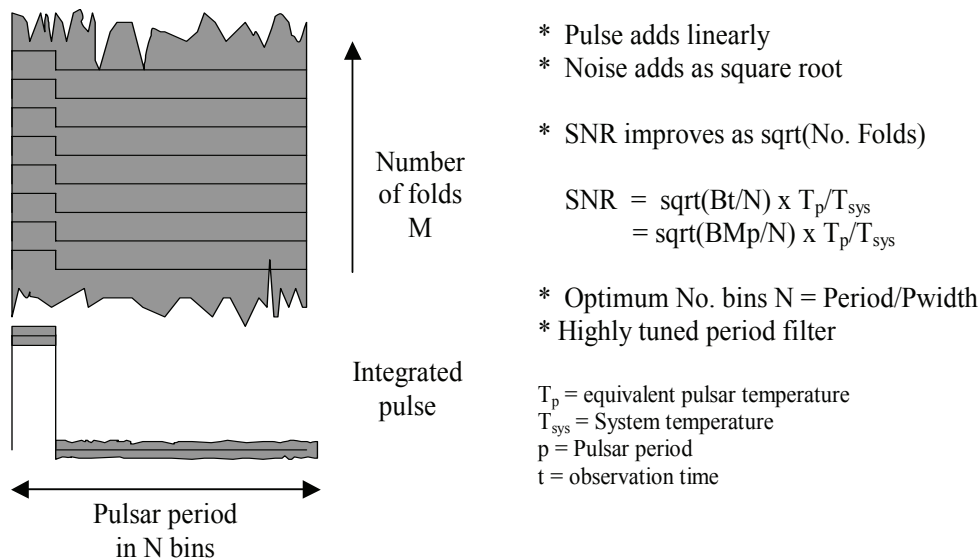 * Pulse adds linearly
* Noise adds as square root
* SNR improves as sqrt(No. Folds)
SNR = sqrt(Bt/N) x Tp/Tsys
= sqrt(BMp/N) x Tp/Tsys
* Optimum No. bins N = Period/Pwidth
* Highly tuned period filter
Tp = equivalent pulsar temperature
Tsys = System temperature
p = Pulsar period
t = observation time
Number
of folds
M
Integrated
pulse
Pulsar period
in N bins